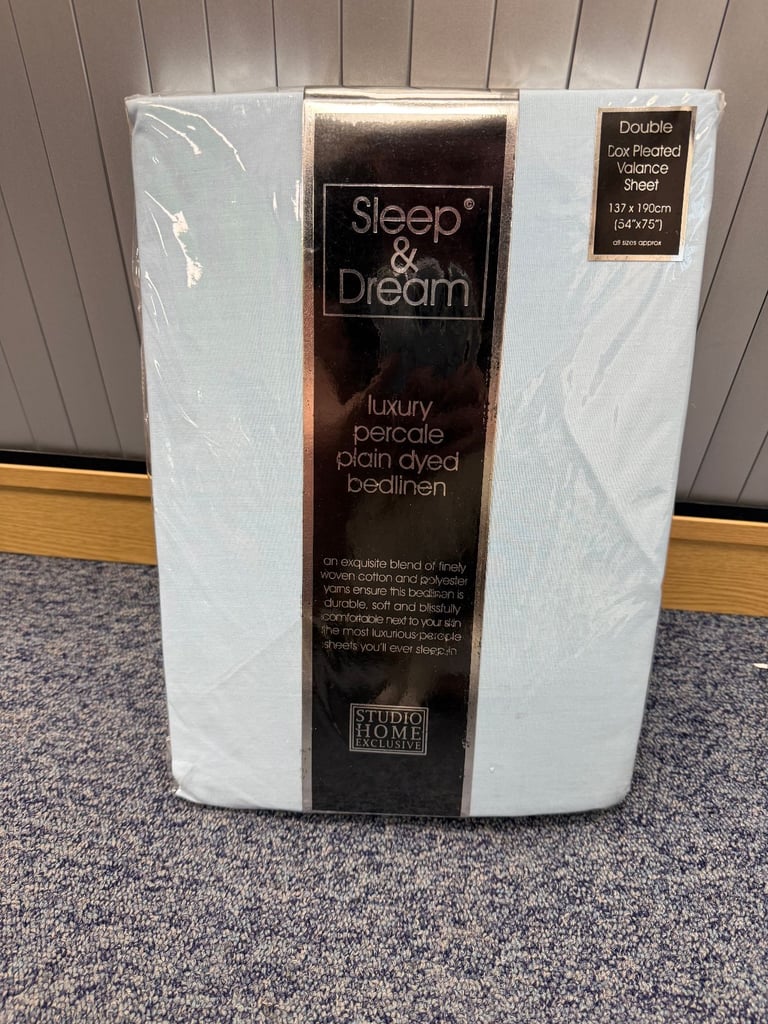 Sleep©
&
Dream
luxury
percale
plain dyed
bedlinen
an exquisite blend of finely
woven cotton and polyester
yarns ensure this bedlinen is
durable, soft and blissfully
comfortable next to your skin
the most luxurious percale
sheets you'll ever sleep in
STUDIO
HOME
EXCLUSIVE
Double
Box Pleated
Valance
Sheet
137 x 190cm
(54"x75")
all sizes approx